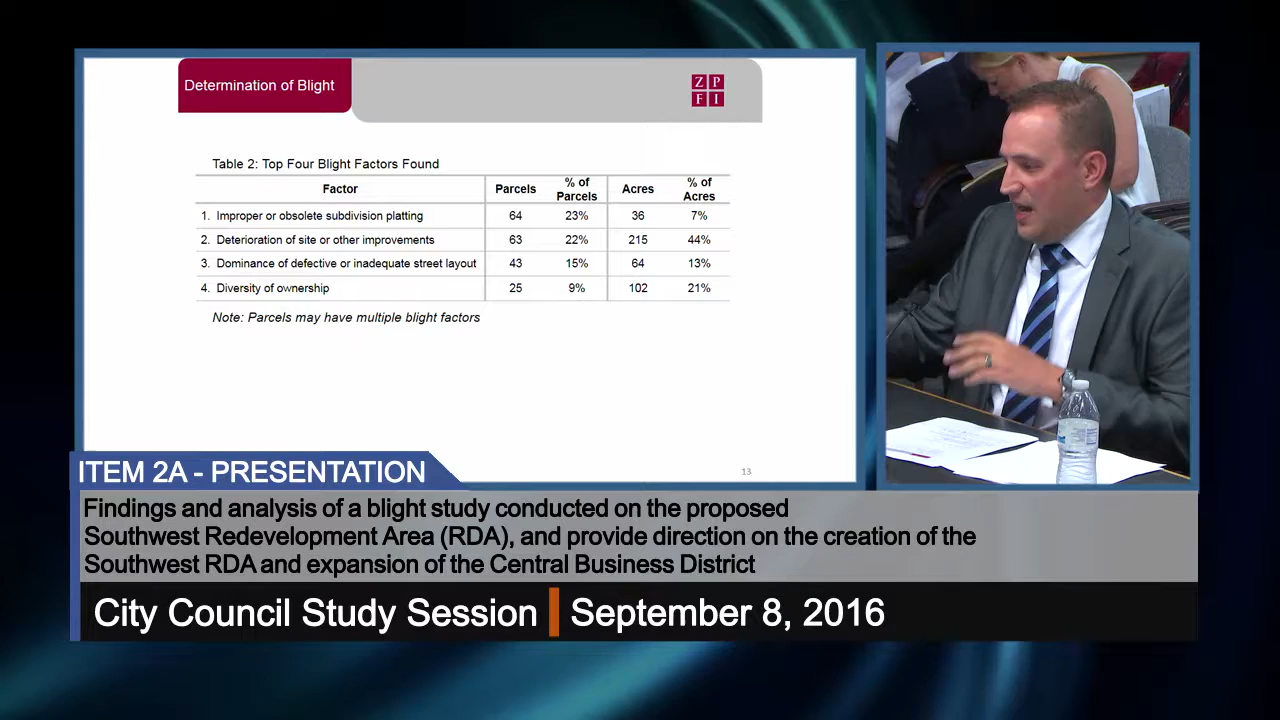 Determination of Blight
Z P
F I
Table 2: Top Four Blight Factors Found
Factor Parcels % of Parcels Acres % of Acres
1. Improper or obsolete subdivision platting 64 23% 36 7%
2. Deterioration of site or other improvements 63 22% 215 44%
3. Dominance of defective or inadequate street layout 43 15% 64 13%
4. Diversity of ownership 25 9% 102 21%
Note: Parcels may have multiple blight factors
13
ITEM 2A - PRESENTATION
Findings and analysis of a blight study conducted on the proposed
Southwest Redevelopment Area (RDA), and provide direction on the creation of the
Southwest RDA and expansion of the Central Business District
City Council Study Session September 8, 2016